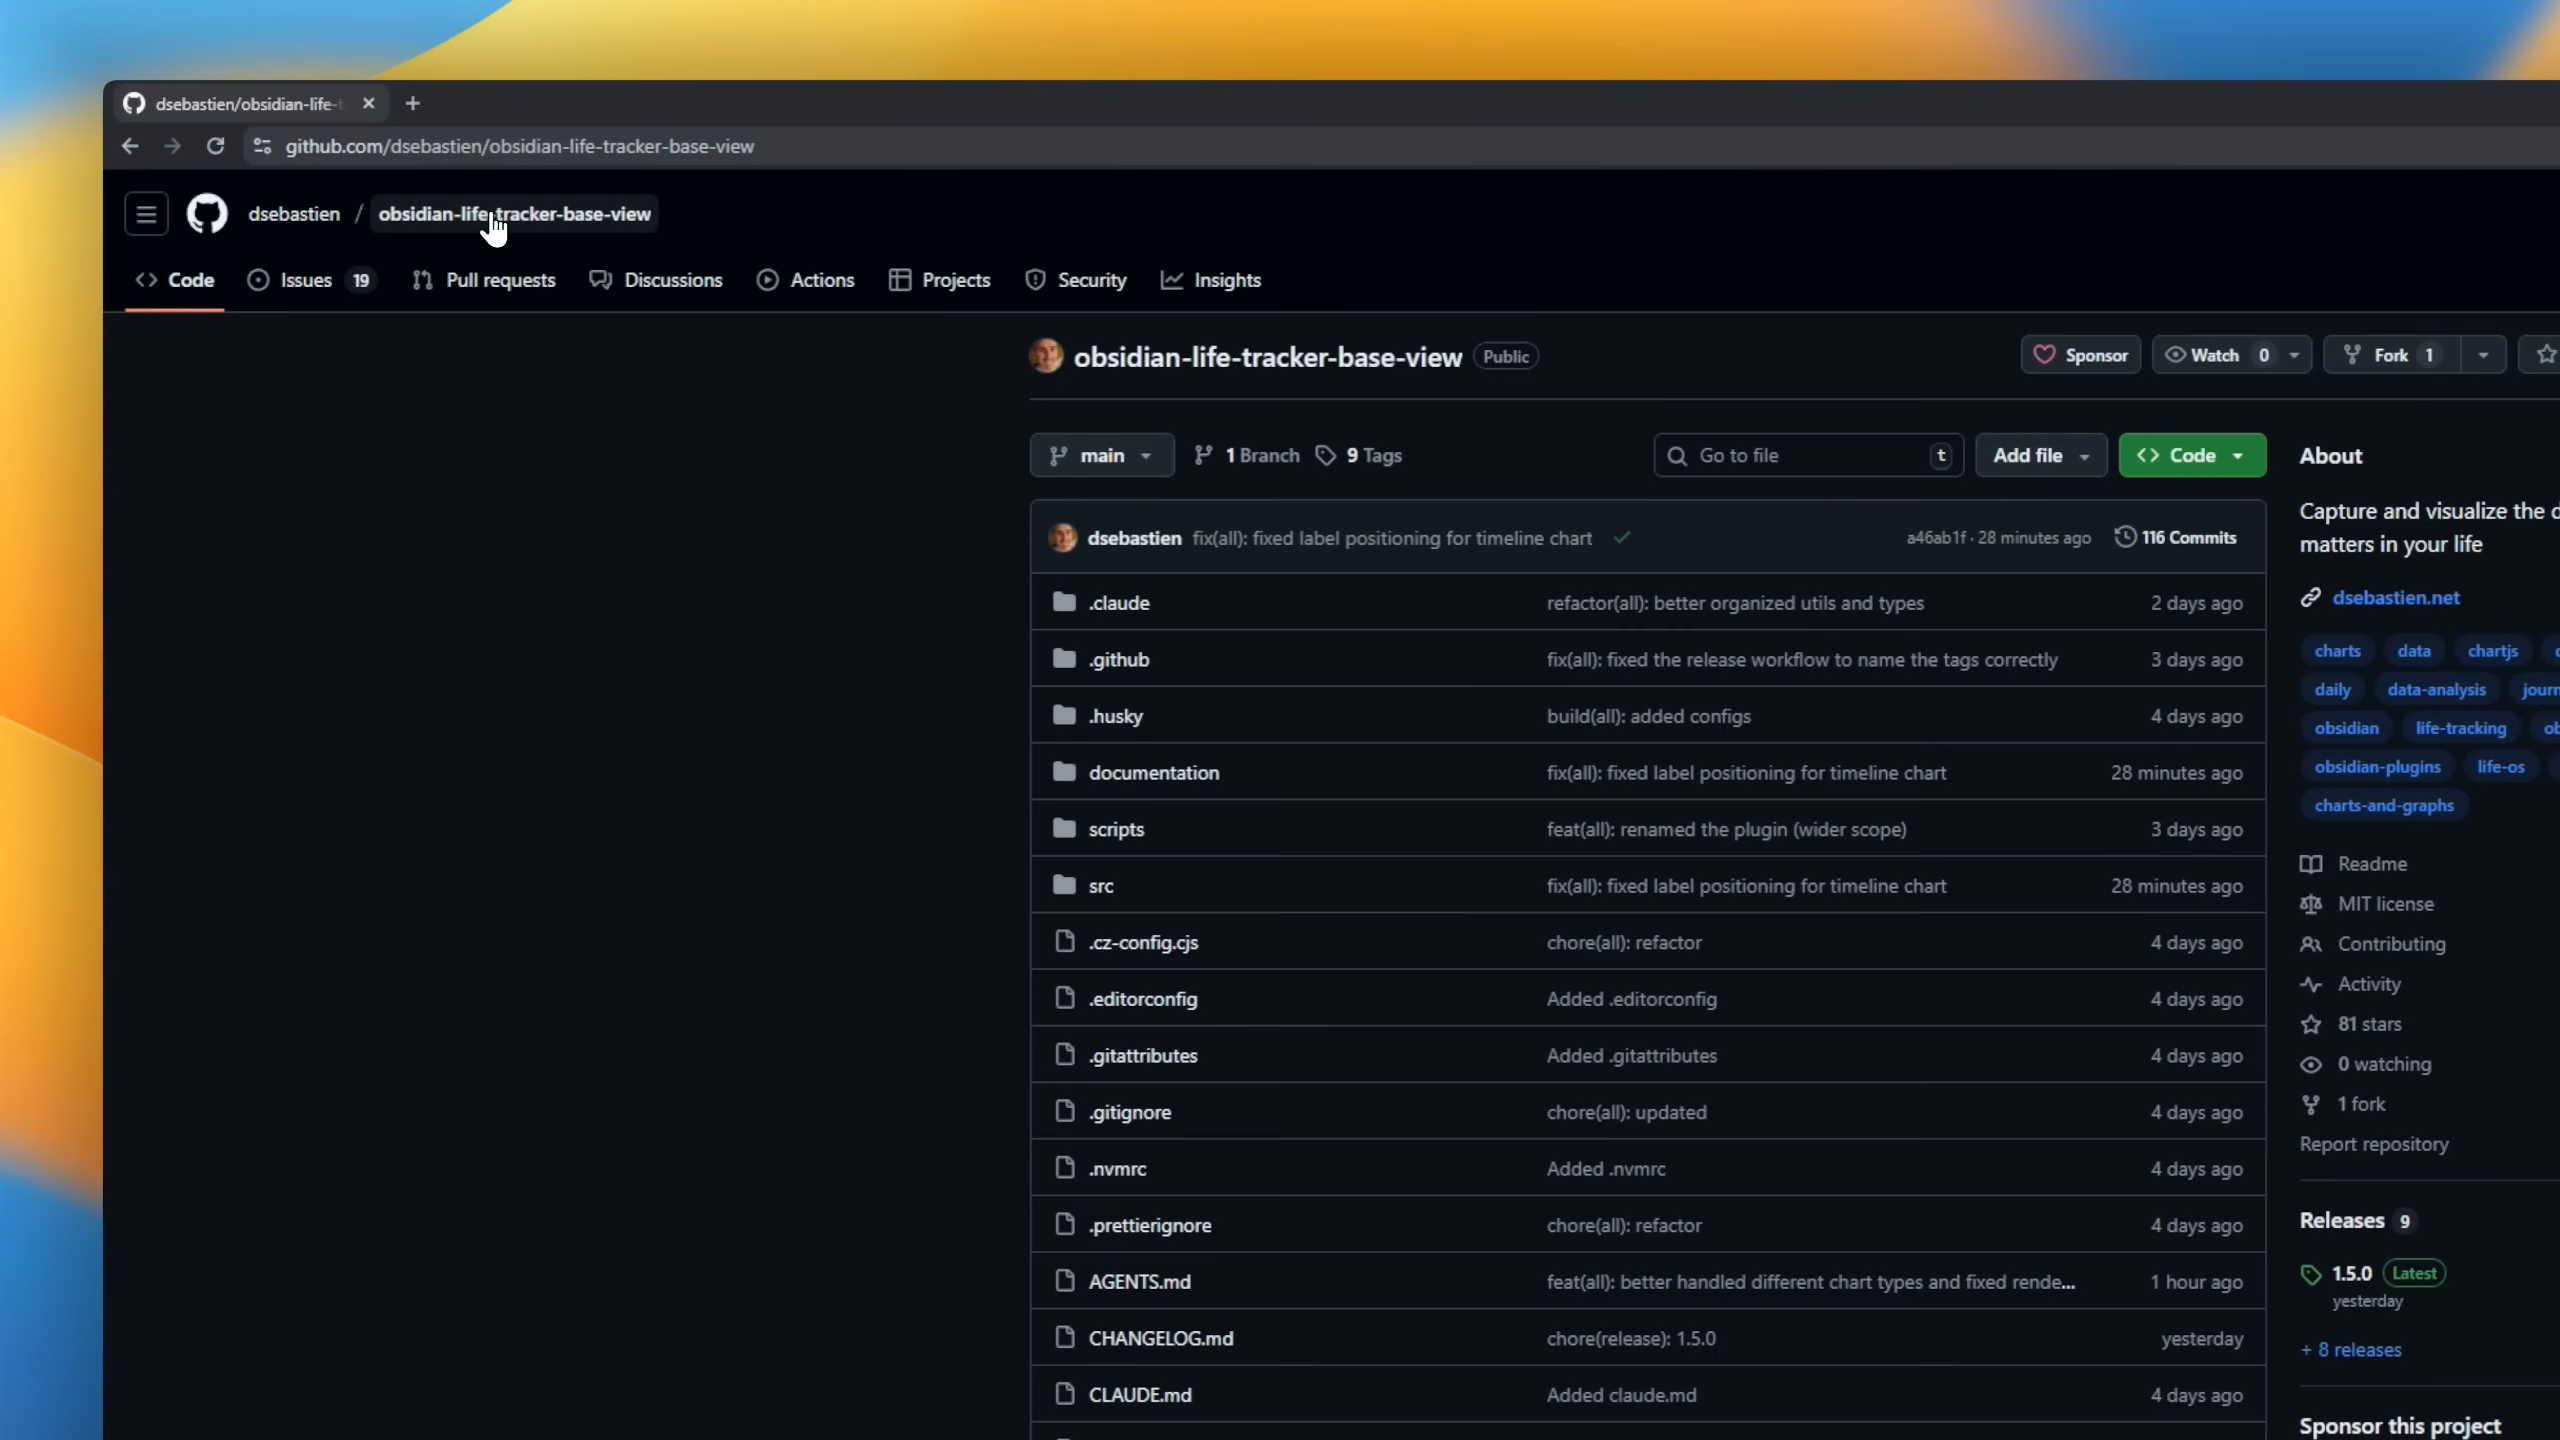 dsebastien/obsidian-life-
github.com/dsebastien/obsidian-life-tracker-base-view
dsebastien / obsidian-life-tracker-base-view
Code Issues 19 Pull requests Discussions Actions Projects Security Insights
obsidian-life-tracker-base-view Public Sponsor Watch 0 Fork 1
main 1 Branch 9 Tags Go to file t Add file Code
dsebastien fix(all): fixed label positioning for timeline chart a46ab1f · 28 minutes ago 116 Commits
.claude refactor(all): better organized utils and types 2 days ago
.github fix(all): fixed the release workflow to name the tags correctly 3 days ago
.husky build(all): added configs 4 days ago
documentation fix(all): fixed label positioning for timeline chart 28 minutes ago
scripts feat(all): renamed the plugin (wider scope) 3 days ago
src fix(all): fixed label positioning for timeline chart 28 minutes ago
.cz-config.cjs chore(all): refactor 4 days ago
.editorconfig Added .editorconfig 4 days ago
.gitattributes Added .gitattributes 4 days ago
.gitignore chore(all): updated 4 days ago
.nvmrc Added .nvmrc 4 days ago
.prettierignore chore(all): refactor 4 days ago
AGENTS.md feat(all): better handled different chart types and fixed rende... 1 hour ago
CHANGELOG.md chore(release): 1.5.0 yesterday
CLAUDE.md Added claude.md 4 days ago
About
Capture and visualize the
matters in your life
dsebastien.net
charts data chartjs
daily data-analysis
obsidian life-tracking
obsidian-plugins life-os
charts-and-graphs
Readme
MIT license
Contributing
Activity
81 stars
0 watching
1 fork
Report repository
Releases 9
1.5.0 Latest
yesterday
+ 8 releases
Sponsor this project